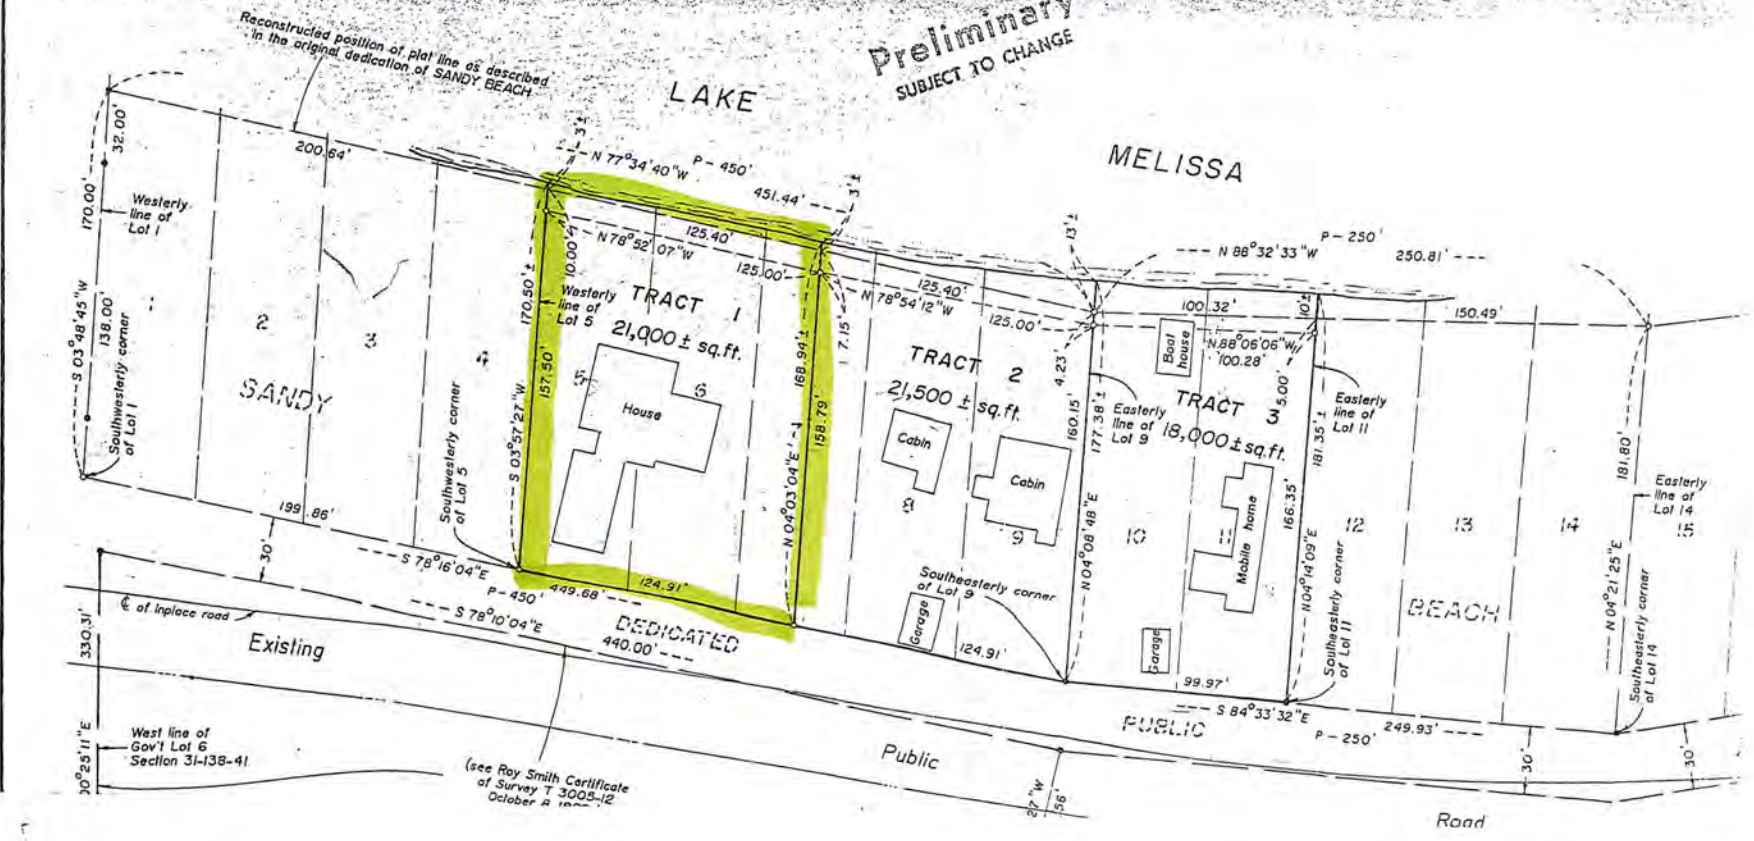 Preliminary
SUBJECT TO CHANGE
Reconstructed position of plat line as described
in the original dedication of SANDY BEACH
LAKE
MELISSA
32.00'
170.00'
Westerly
line of
Lot 1
S 03°48'45"W
138.00'
Southwesterly corner
of Lot 1
200.64'
3'±
N 77°34'40"W
P-450'
451.44'
3'±
13'±
P-250'
N 88°32'33"W
250.81'
2
3
4
SANDY
125.40'
N 78°52'07"W
125.00'
10.00'
170.50'±
Westerly
line of
Lot 5
157.50'
S 03°57'27"W
TRACT 1
21,000± sq.ft.
5
6
House
168.94'±
158.79'
N 04°03'04"E
125.40'
N 78°54'12"W
125.00'
TRACT 2
21,500± sq.ft.
Cabin
8
Cabin
9
Garage
4.23'
160.15'
177.38'±
N 04°08'48"E
Easterly
line of
Lot 9
100.32'
10'±
Boat
house
N 88°06'06"W
100.28'
TRACT 3
18,000± sq.ft.
5.00'
181.35'±
166.35'
N 04°14'09"E
Easterly
line of
Lot 11
10
11
Mobile home
Garage
150.49'
12
13
14
15
BEACH
181.80'
Easterly
line of
Lot 14
N 04°21'25"E
Southeasterly corner
of Lot 14
Southwesterly corner
of Lot 5
199.86'
30'
S 78°16'04"E
P-450'
449.68'
124.91'
S 78°10'04"E
440.00'
DEDICATED
124.91'
Southeasterly corner
of Lot 9
Southeasterly corner
of Lot 11
99.97'
S 84°33'32"E
P-250'
249.93'
PUBLIC
30'
30'
℄ of inplace road
Existing
Public
Road
330.31'
West line of
Gov't Lot 6
Section 31-138-41
(see Roy Smith Certificate
of Survey T 3005-12
October
27"W
56'